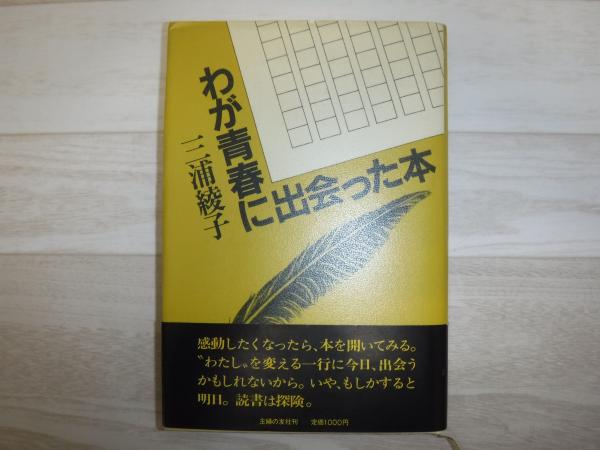 わが青春に出会った本
三浦綾子
感動したくなったら、本を開いてみる。
〝わたし〟を変える一行に今日、出会う
かもしれないから。いや、もしかすると
明日。読書は探険。
主婦の友社刊 定価1000円